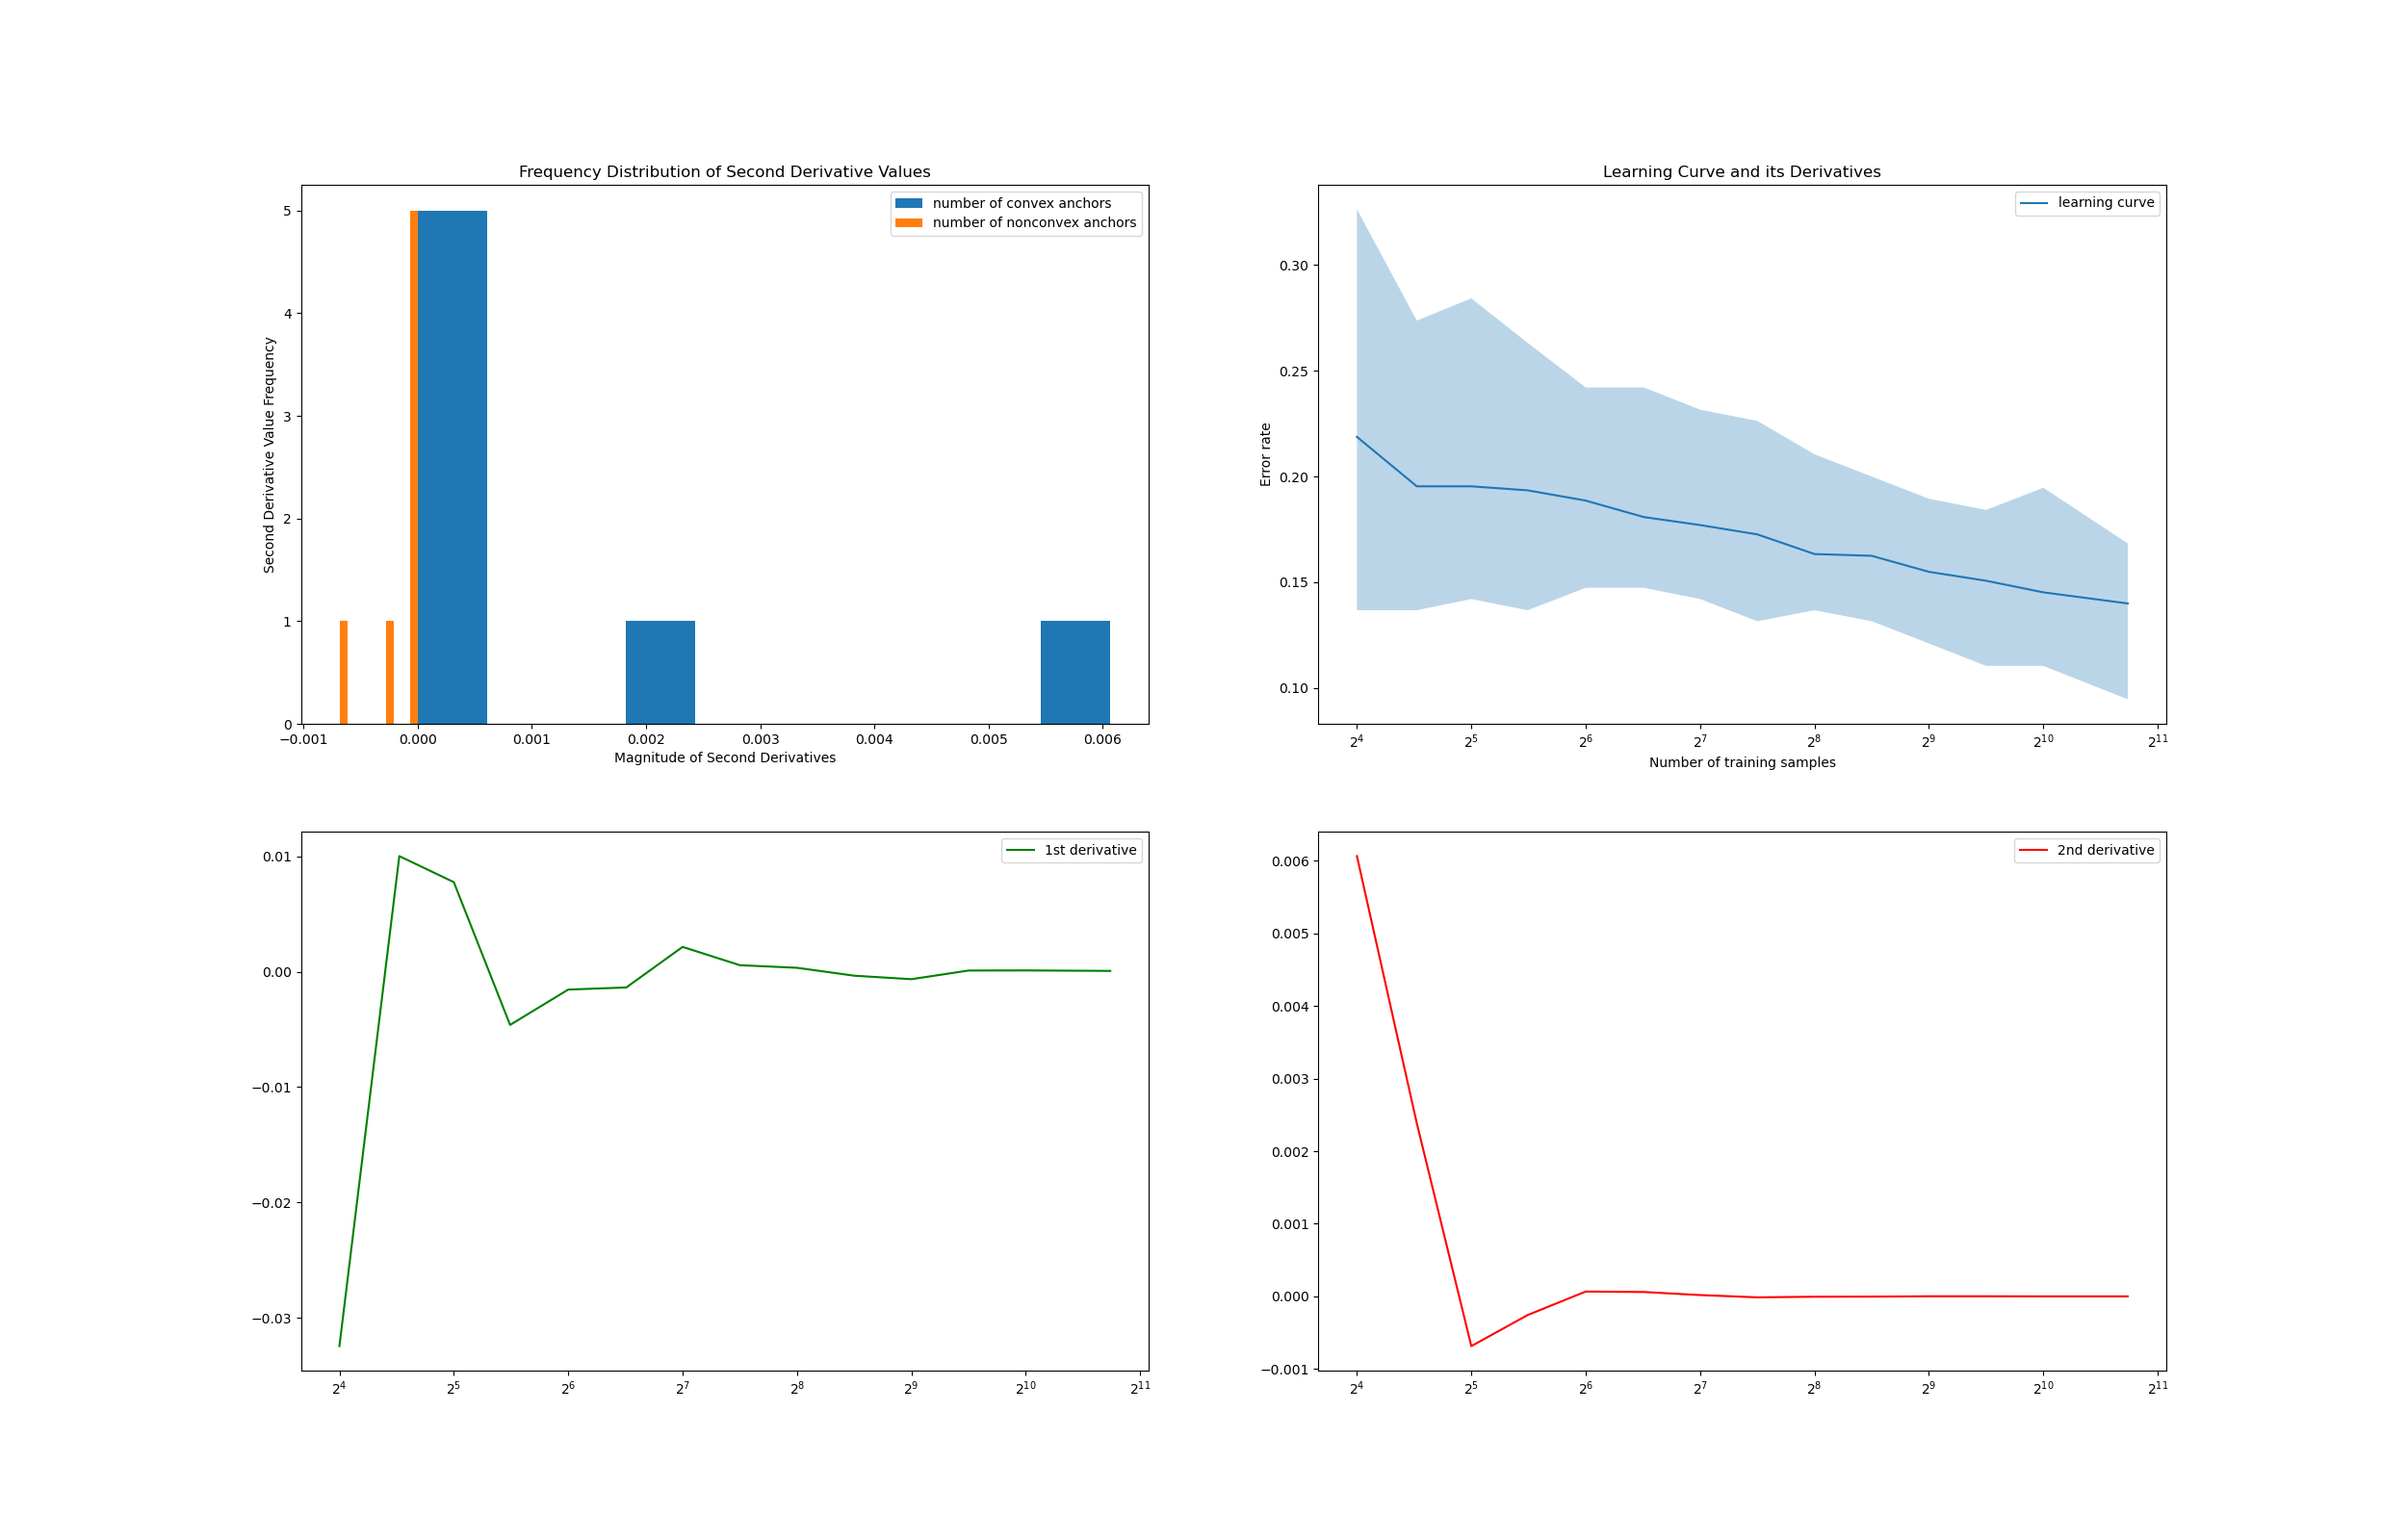 Frequency Distribution of Second Derivative Values
number of convex anchors
number of nonconvex anchors
Second Derivative Value Frequency
5
4
3
2
1
0
−0.001 0.000 0.001 0.002 0.003 0.004 0.005 0.006
Magnitude of Second Derivatives
Learning Curve and its Derivatives
learning curve
Error rate
0.30
0.25
0.20
0.15
0.10
2⁴ 2⁵ 2⁶ 2⁷ 2⁸ 2⁹ 2¹⁰ 2¹¹
Number of training samples
1st derivative
0.01
0.00
−0.01
−0.02
−0.03
2⁴ 2⁵ 2⁶ 2⁷ 2⁸ 2⁹ 2¹⁰ 2¹¹
2nd derivative
0.006
0.005
0.004
0.003
0.002
0.001
0.000
−0.001
2⁴ 2⁵ 2⁶ 2⁷ 2⁸ 2⁹ 2¹⁰ 2¹¹